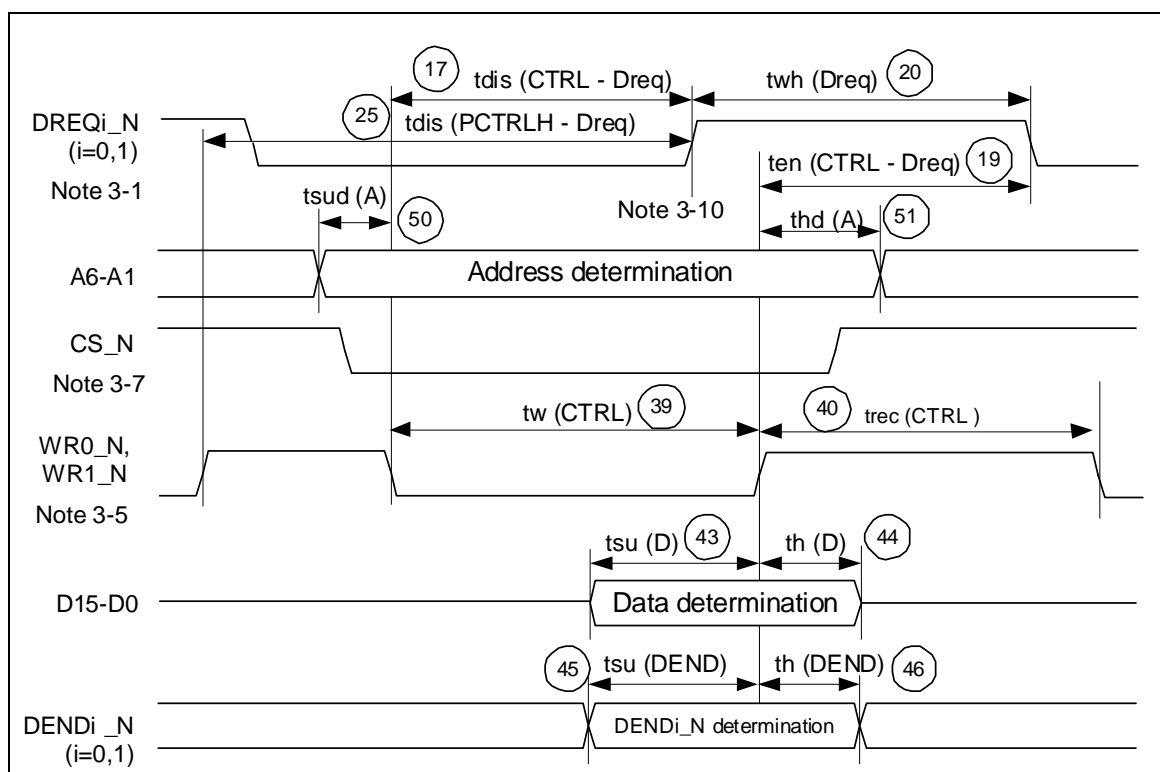 17 tdis (CTRL - Dreq) twh (Dreq) 20
25 tdis (PCTRLH - Dreq)
DREQi_N
(i=0,1)
Note 3-1
ten (CTRL - Dreq) 19
tsud (A) 50
Note 3-10
thd (A) 51
A6-A1 Address determination
CS_N
Note 3-7
tw (CTRL) 39 40 trec (CTRL )
WR0_N,
WR1_N
Note 3-5
tsu (D) 43 th (D) 44
D15-D0 Data determination
45 tsu (DEND) th (DEND) 46
DENDi _N DENDi_N determination
(i=0,1)